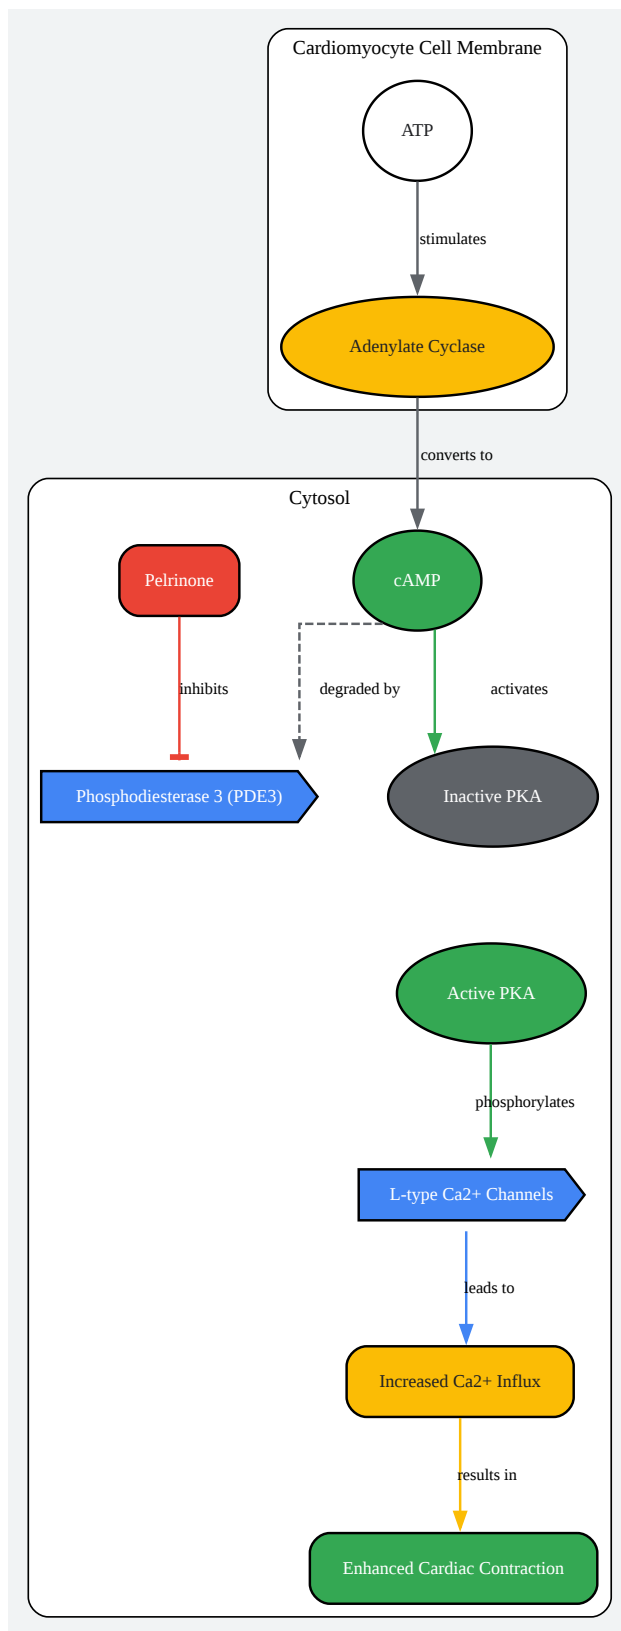 Cardiomyocyte Cell Membrane
ATP
stimulates
Adenylate Cyclase
converts to
Cytosol
Pelrinone
cAMP
inhibits
degraded by
activates
Phosphodiesterase 3 (PDE3)
Inactive PKA
Active PKA
phosphorylates
L-type Ca2+ Channels
leads to
Increased Ca2+ Influx
results in
Enhanced Cardiac Contraction